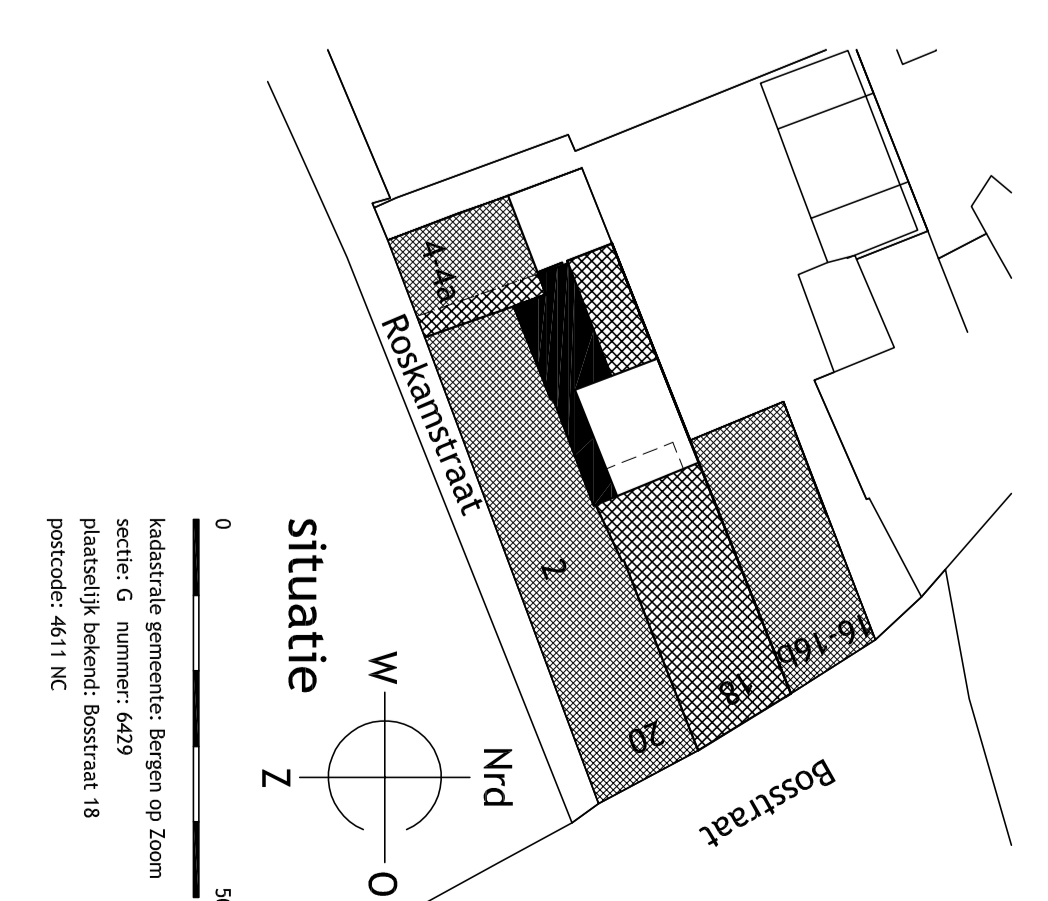 4-4a
Roskamstraat
2
20
18
16-16b
Bosstraat
situatie
W
Nrd
Z
O
0
kadastrale gemeente: Bergen op Zoom
sectie: G nummer: 6429
plaatselijk bekend: Bosstraat 18
postcode: 4611 NC